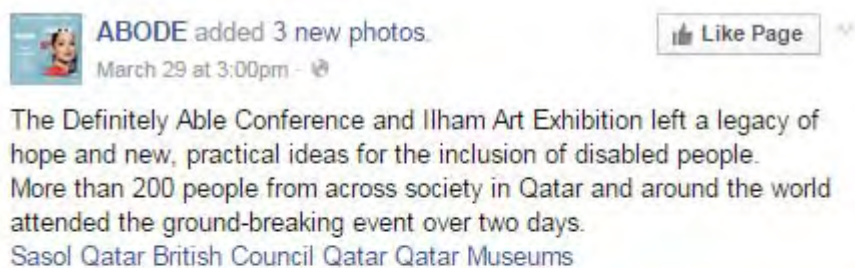 ABODE added 3 new photos.
Like Page
March 29 at 3:00pm ·
The Definitely Able Conference and Ilham Art Exhibition left a legacy of
hope and new, practical ideas for the inclusion of disabled people.
More than 200 people from across society in Qatar and around the world
attended the ground-breaking event over two days.
Sasol Qatar British Council Qatar Qatar Museums